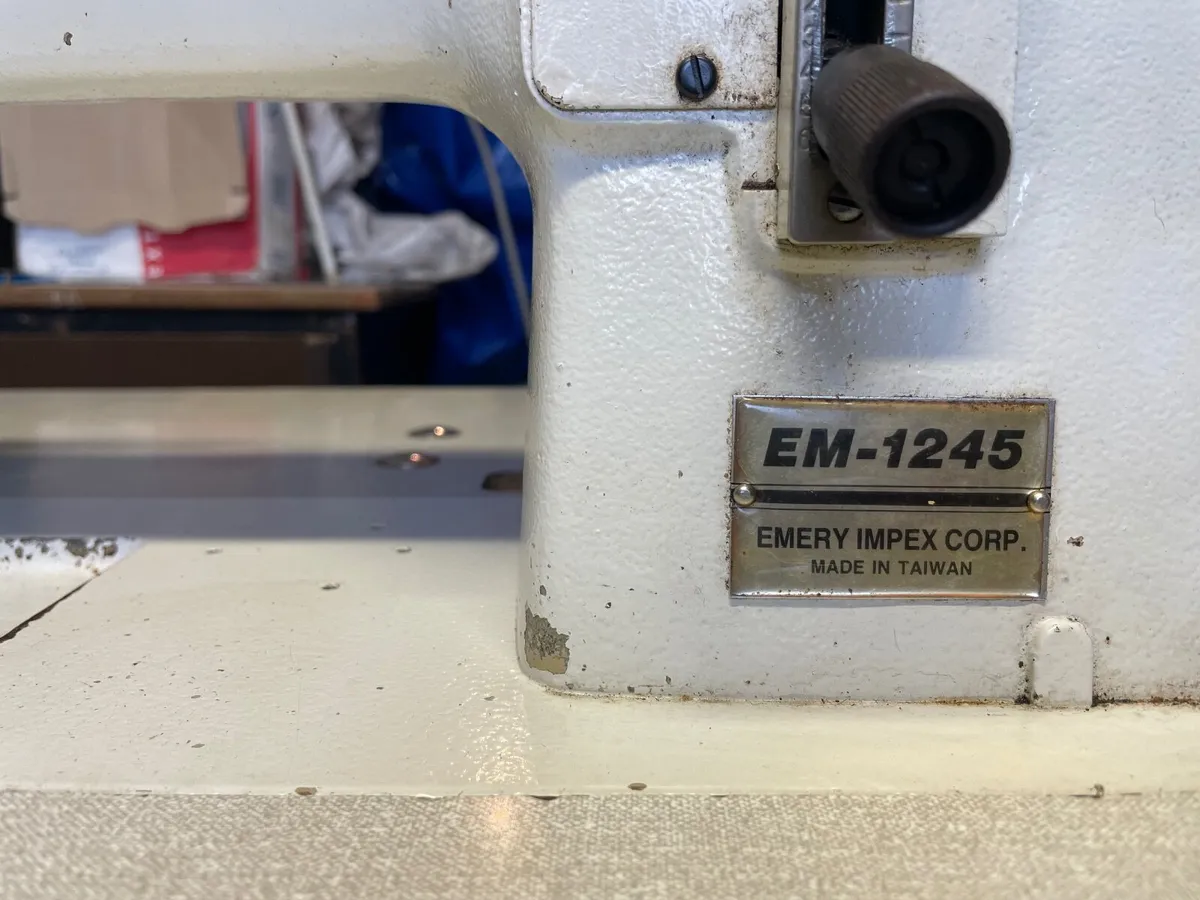 EM-1245
EMERY IMPEX CORP.
MADE IN TAIWAN